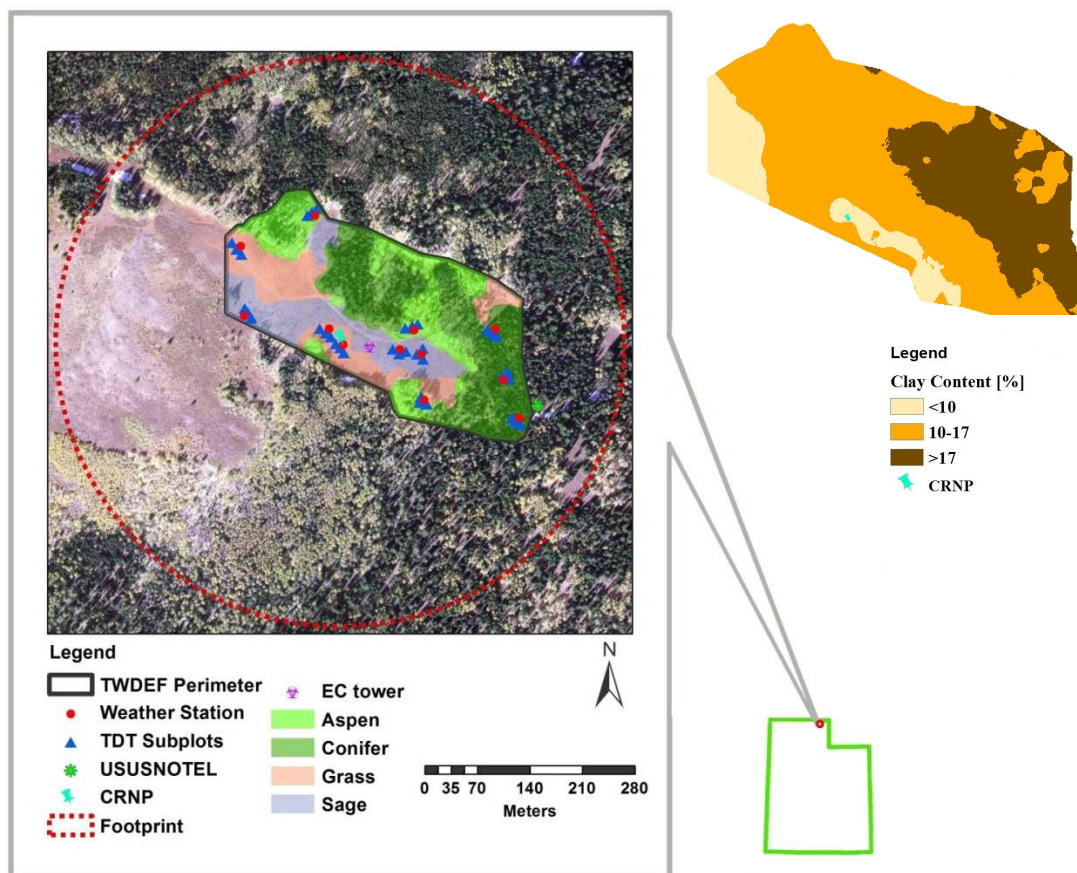 Legend
TWDEF Perimeter
Weather Station
TDT Subplots
USUSNOTEL
CRNP
Footprint
EC tower
Aspen
Conifer
Grass
Sage
N
0 35 70 140 210 280
Meters
Legend
Clay Content [%]
<10
10-17
>17
CRNP